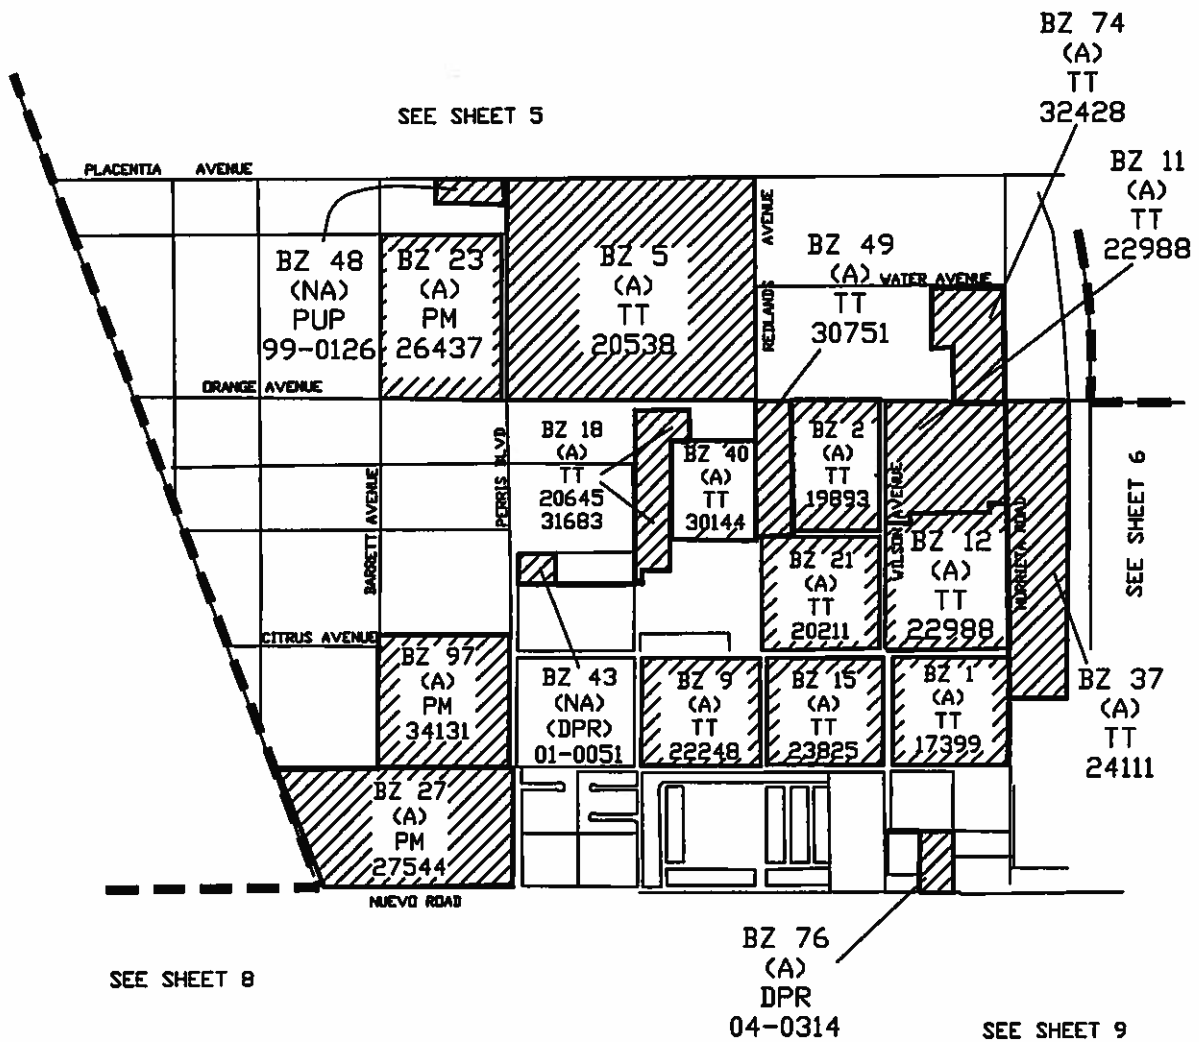 BZ 74
(A)
TT
32428
SEE SHEET 5
BZ 11
(A)
TT
22988
PLACENTIA AVENUE
REDLANDS AVENUE
BZ 48
(NA)
PUP
99-0126
BZ 23
(A)
PM
26437
BZ 5
(A)
TT
20538
BZ 49
(A)
TT
30751
WATER AVENUE
ORANGE AVENUE
BARRETT AVENUE
PERRIS BLVD
BZ 18
(A)
TT
20645
31683
BZ 40
(A)
TT
30144
BZ 2
(A)
TT
19893
WILSON AVENUE
BZ 12
(A)
TT
22988
MURRIETA ROAD
SEE SHEET 6
BZ 21
(A)
TT
20211
CITRUS AVENUE
BZ 97
(A)
PM
34131
BZ 43
(NA)
(DPR)
01-0051
BZ 9
(A)
TT
22248
BZ 15
(A)
TT
23825
BZ 1
(A)
TT
17399
BZ 37
(A)
TT
24111
BZ 27
(A)
PM
27544
NUEVO ROAD
SEE SHEET 8
BZ 76
(A)
DPR
04-0314
SEE SHEET 9